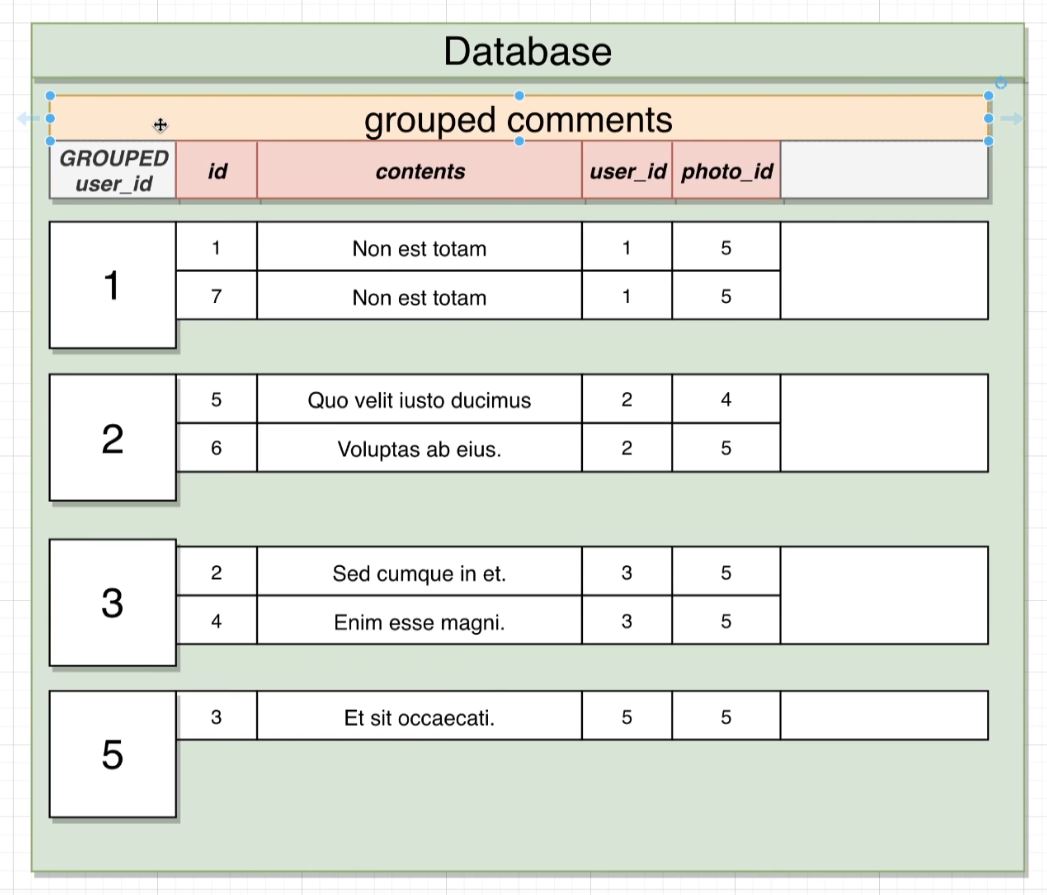 Database
grouped comments
GROUPED user_id id contents user_id photo_id
1
1 Non est totam 1 5
7 Non est totam 1 5
2
5 Quo velit iusto ducimus 2 4
6 Voluptas ab eius. 2 5
3
2 Sed cumque in et. 3 5
4 Enim esse magni. 3 5
5
3 Et sit occaecati. 5 5